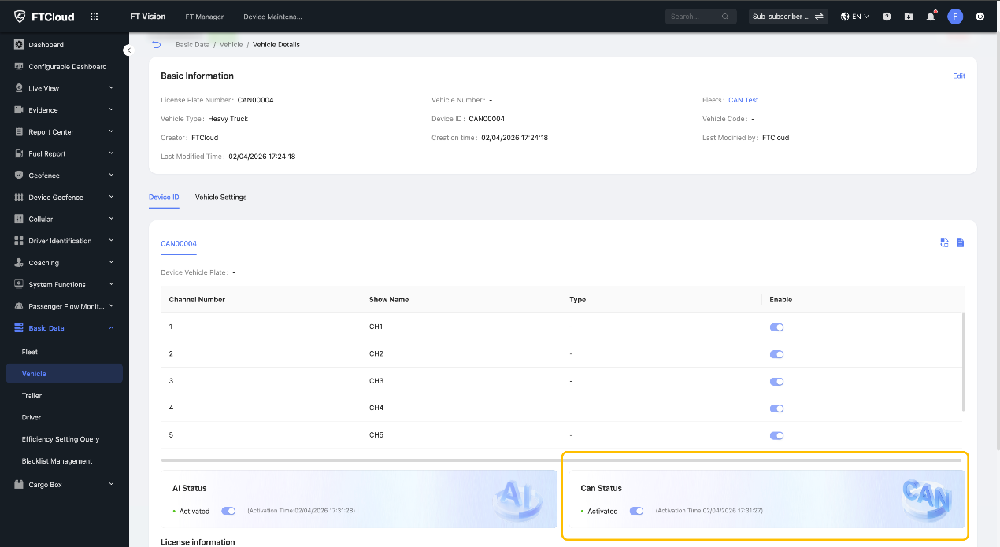 FTCloud
FT Vision
FT Manager
Device Maintena...
Search...
Sub-subscriber ...
EN
F
Dashboard
Configurable Dashboard
Live View
Evidence
Report Center
Fuel Report
Geofence
Device Geofence
Cellular
Driver Identification
Coaching
System Functions
Passenger Flow Monit...
Basic Data
Fleet
Vehicle
Trailer
Driver
Efficiency Setting Query
Blacklist Management
Cargo Box
Basic Data / Vehicle / Vehicle Details
Basic Information
Edit
License Plate Number : CAN00004
Vehicle Number : -
Fleets : CAN Test
Vehicle Type : Heavy Truck
Device ID : CAN00004
Vehicle Code : -
Creator : FTCloud
Creation time : 02/04/2026 17:24:18
Last Modified by : FTCloud
Last Modified Time : 02/04/2026 17:24:18
Device ID
Vehicle Settings
CAN00004
Device Vehicle Plate : -
Channel Number Show Name Type Enable
1 CH1 -
2 CH2 -
3 CH3 -
4 CH4 -
5 CH5 -
AI Status
Activated (Activation Time:02/04/2026 17:31:28)
AI
Can Status
Activated (Activation Time:02/04/2026 17:31:27)
CAN
License information